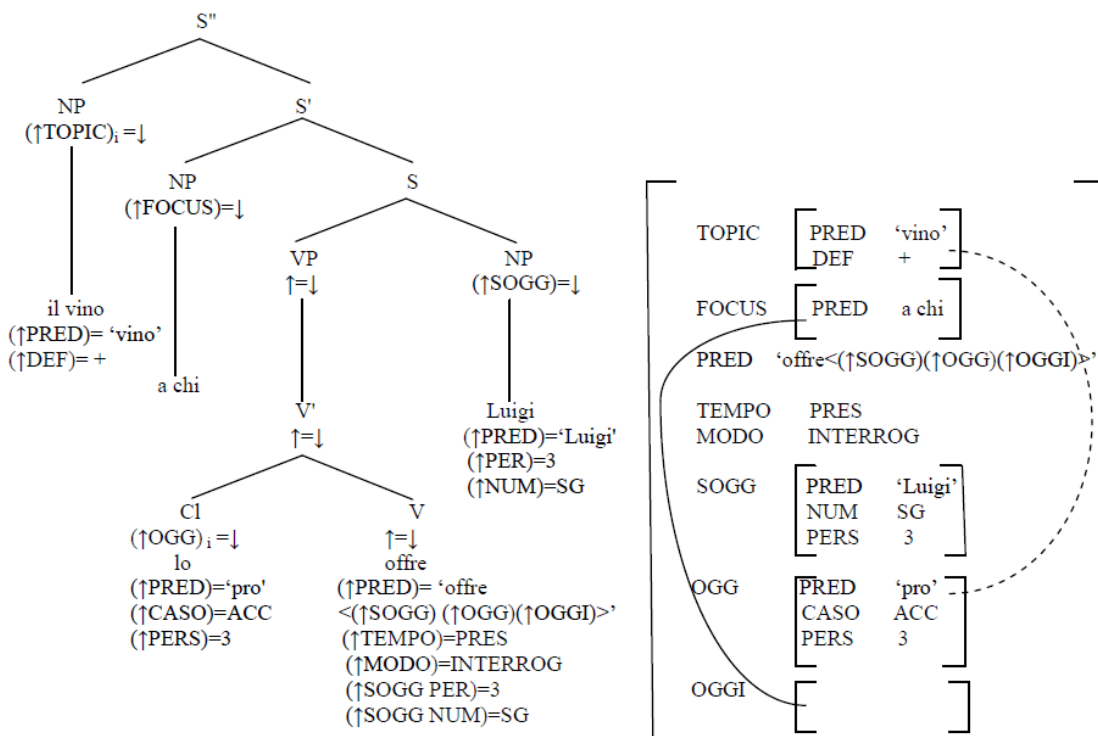 S"
NP S'
(↑TOPIC)i =↓
NP S
(↑FOCUS)=↓
VP NP
↑=↓ (↑SOGG)=↓
il vino
(↑PRED)= ‘vino’
(↑DEF)= +
a chi
V' Luigi
↑=↓ (↑PRED)=‘Luigi'
(↑PER)=3
(↑NUM)=SG
Cl V
(↑OGG) i =↓ ↑=↓
lo offre
(↑PRED)=‘pro' (↑PRED)= ‘offre
(↑CASO)=ACC <(↑SOGG) (↑OGG)(↑OGGI)>’
(↑PERS)=3 (↑TEMPO)=PRES
(↑MODO)=INTERROG
(↑SOGG PER)=3
(↑SOGG NUM)=SG
TOPIC PRED ‘vino’
DEF +
FOCUS PRED a chi
PRED ‘offre<(↑SOGG)(↑OGG)(↑OGGI)>’
TEMPO PRES
MODO INTERROG
SOGG PRED ‘Luigi’
NUM SG
PERS 3
OGG PRED ‘pro’
CASO ACC
PERS 3
OGGI